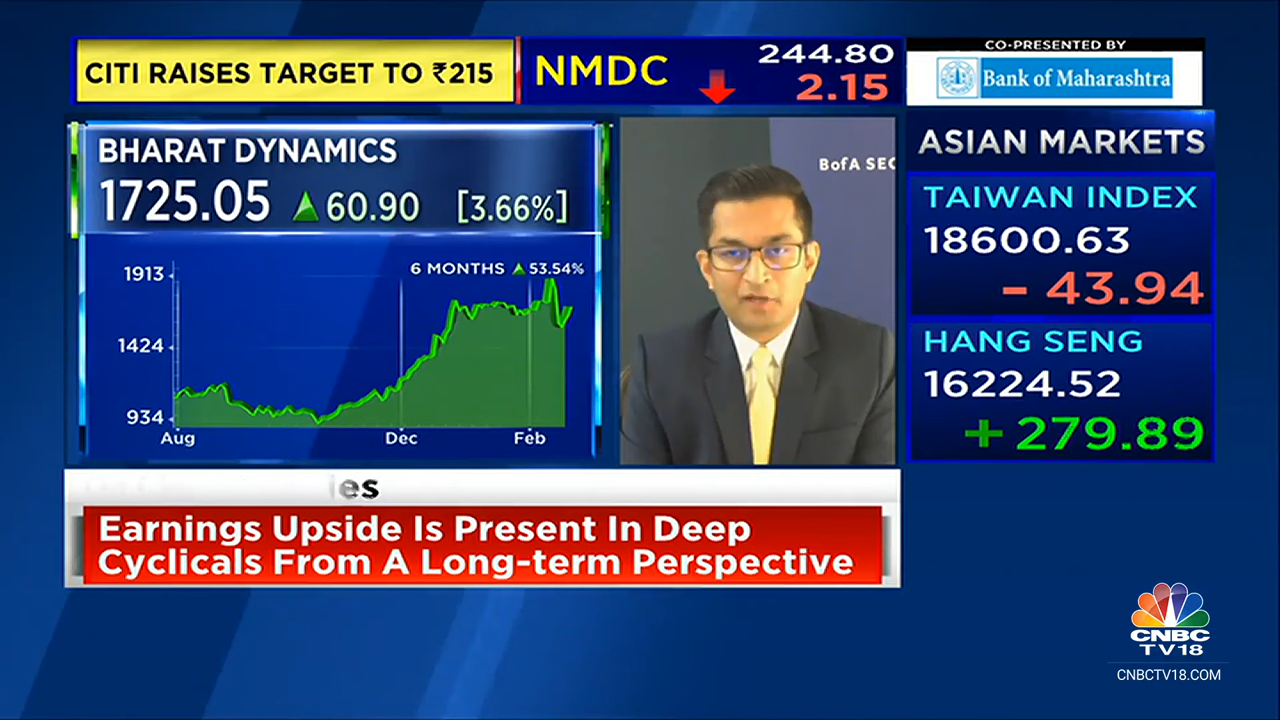 CITI RAISES TARGET TO ₹215
NMDC
244.80
2.15
CO-PRESENTED BY
Bank of Maharashtra
BHARAT DYNAMICS
1725.05 ▲ 60.90 [3.66%]
6 MONTHS ▲ 53.54%
1913
1424
934
Aug Dec Feb
BofA SEC
ASIAN MARKETS
TAIWAN INDEX
18600.63
- 43.94
HANG SENG
16224.52
+ 279.89
ies
Earnings Upside Is Present In Deep
Cyclicals From A Long-term Perspective
CNBC
TV18
CNBCTV18.COM